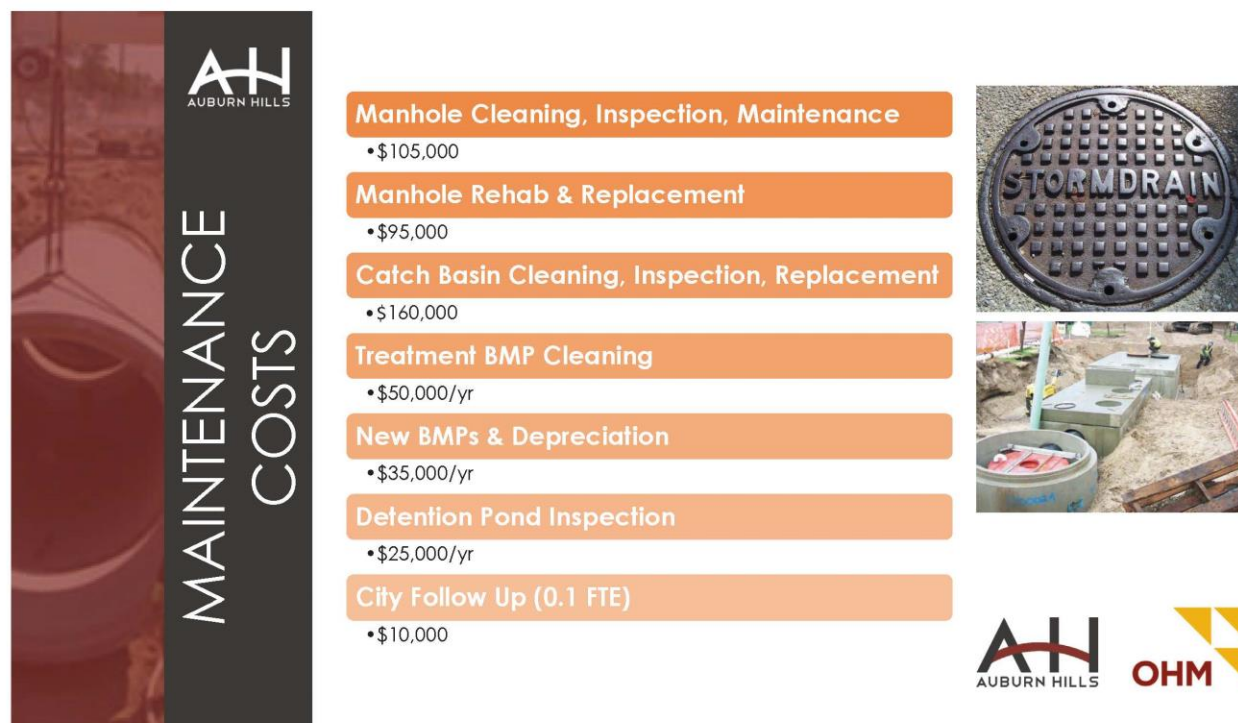 AH
AUBURN HILLS
MAINTENANCE
COSTS
Manhole Cleaning, Inspection, Maintenance
•$105,000
Manhole Rehab & Replacement
•$95,000
Catch Basin Cleaning, Inspection, Replacement
•$160,000
Treatment BMP Cleaning
•$50,000/yr
New BMPs & Depreciation
•$35,000/yr
Detention Pond Inspection
•$25,000/yr
City Follow Up (0.1 FTE)
•$10,000
STORMDRAIN
AH
AUBURN HILLS
OHM